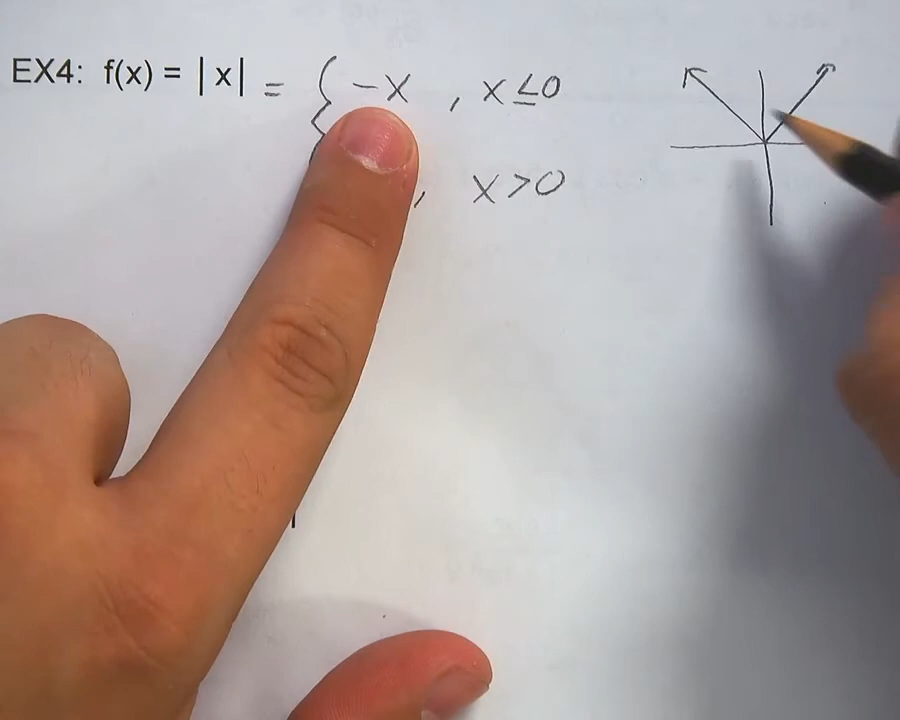 EX4: f(x) = |x| = { -x , x ≤ 0
, x > 0